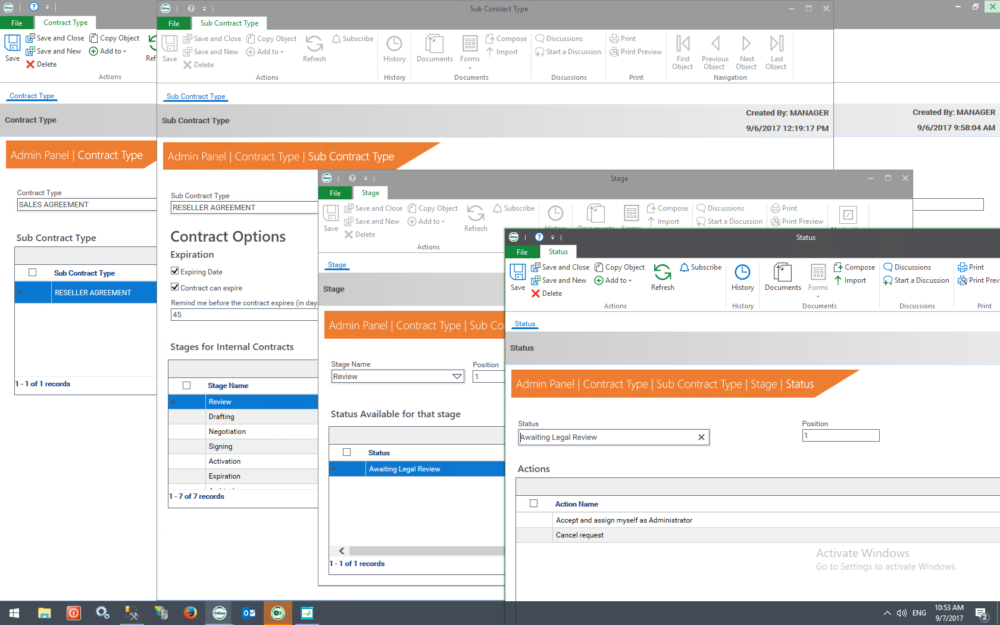 File
Contract Type
Save
Save and Close
Save and New
Delete
Copy Object
Add to
Ref
Actions
Contract Type
Contract Type
Admin Panel | Contract Type
Contract Type
SALES AGREEMENT
Sub Contract Type
Sub Contract Type
RESELLER AGREEMENT
1 - 1 of 1 records
Created By: MANAGER
9/6/2017 9:58:04 AM
OnBase
Sub Contract Type
File
Sub Contract Type
Save
Save and Close
Save and New
Delete
Copy Object
Add to
Refresh
Subscribe
Actions
History
History
Documents
Forms
Compose
Import
Documents
Discussions
Start a Discussion
Discussions
Print
Print Preview
Print
First Object
Previous Object
Next Object
Last Object
Navigation
Sub Contract Type
Sub Contract Type
Created By: MANAGER
9/6/2017 12:19:17 PM
Admin Panel | Contract Type | Sub Contract Type
Sub Contract Type
RESELLER AGREEMENT
Contract Options
Expiration
Expiring Date
Contract can expire
Remind me before the contract expires (in days
45
Stages for Internal Contracts
Stage Name
Review
Drafting
Negotiation
Signing
Activation
Expiration
1 - 7 of 7 records
OnBase
Stage
File
Stage
Save
Save and Close
Save and New
Delete
Copy Object
Add to
Refresh
Subscribe
Actions
History
Documents
Forms
Compose
Import
Discussions
Start a Discussion
Print
Print Preview
Stage
Stage
Admin Panel | Contract Type | Sub Co
Stage Name
Review
Position
1
Status Available for that stage
Status
Awaiting Legal Review
1 - 1 of 1 records
OnBase
Status
File
Status
Save
Save and Close
Save and New
Delete
Copy Object
Add to
Refresh
Subscribe
Actions
History
History
Documents
Forms
Compose
Import
Documents
Discussions
Start a Discussion
Discussions
Print
Print Prev
Print
Status
Status
Admin Panel | Contract Type | Sub Contract Type | Stage | Status
Status
Awaiting Legal Review
Position
1
Actions
Action Name
Accept and assign myself as Administrator
Cancel request
Activate Windows
Go to Settings to activate Windows.
OnBase
ENG
10:53 AM
9/7/2017
2